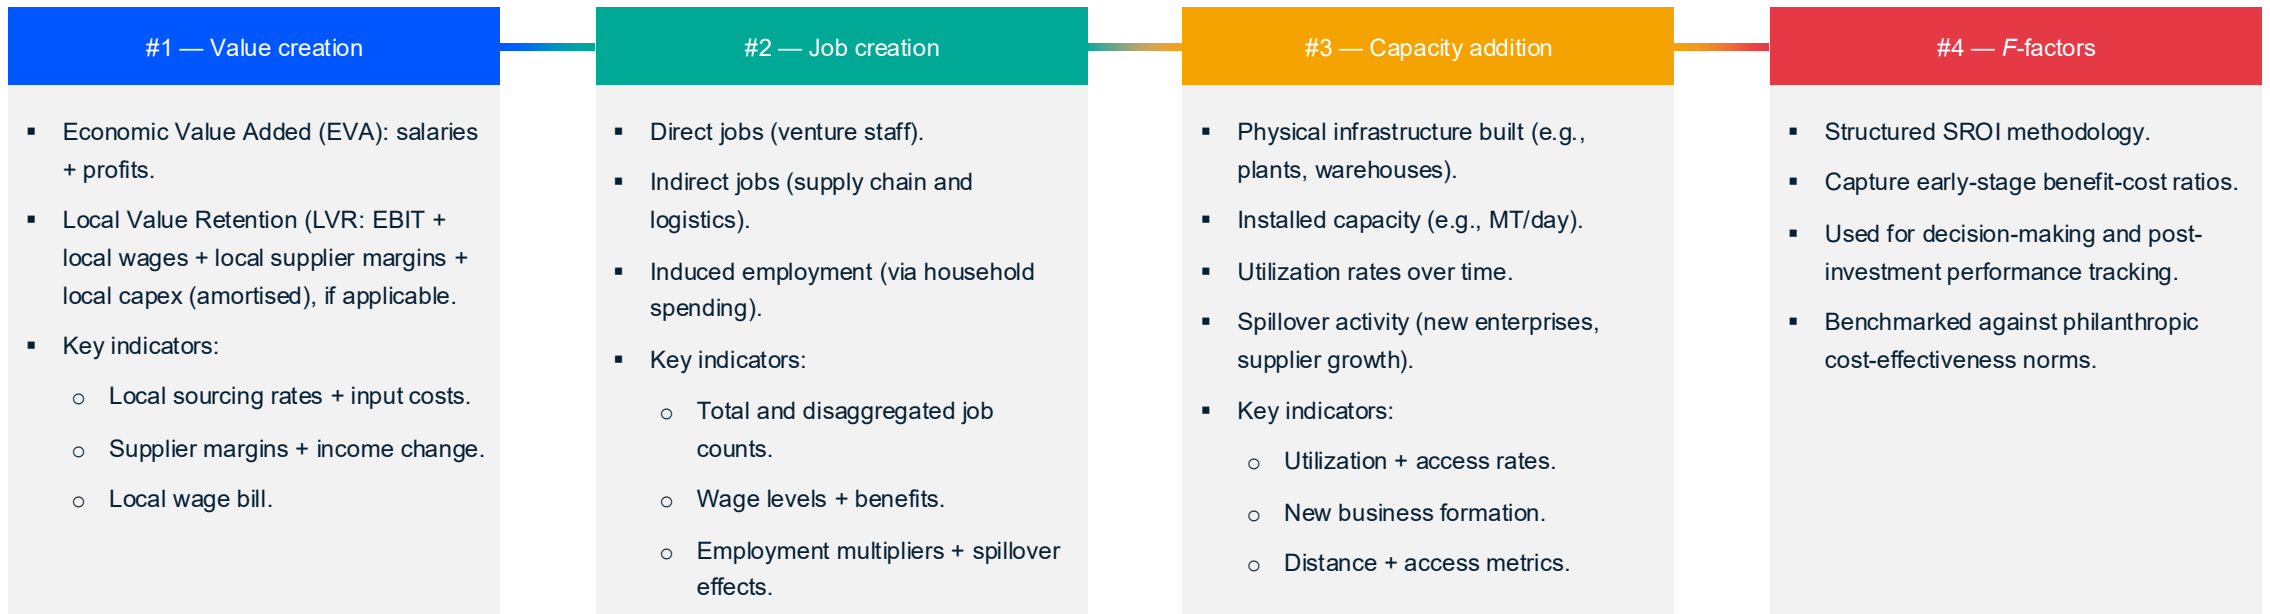 #1 — Value creation
▪ Economic Value Added (EVA): salaries
+ profits.
▪ Local Value Retention (LVR: EBIT +
local wages + local supplier margins +
local capex (amortised), if applicable.
▪ Key indicators:
o Local sourcing rates + input costs.
o Supplier margins + income change.
o Local wage bill.
#2 — Job creation
▪ Direct jobs (venture staff).
▪ Indirect jobs (supply chain and
logistics).
▪ Induced employment (via household
spending).
▪ Key indicators:
o Total and disaggregated job
counts.
o Wage levels + benefits.
o Employment multipliers + spillover
effects.
#3 — Capacity addition
▪ Physical infrastructure built (e.g.,
plants, warehouses).
▪ Installed capacity (e.g., MT/day).
▪ Utilization rates over time.
▪ Spillover activity (new enterprises,
supplier growth).
▪ Key indicators:
o Utilization + access rates.
o New business formation.
o Distance + access metrics.
#4 — F-factors
▪ Structured SROI methodology.
▪ Capture early-stage benefit-cost ratios.
▪ Used for decision-making and post-
investment performance tracking.
▪ Benchmarked against philanthropic
cost-effectiveness norms.